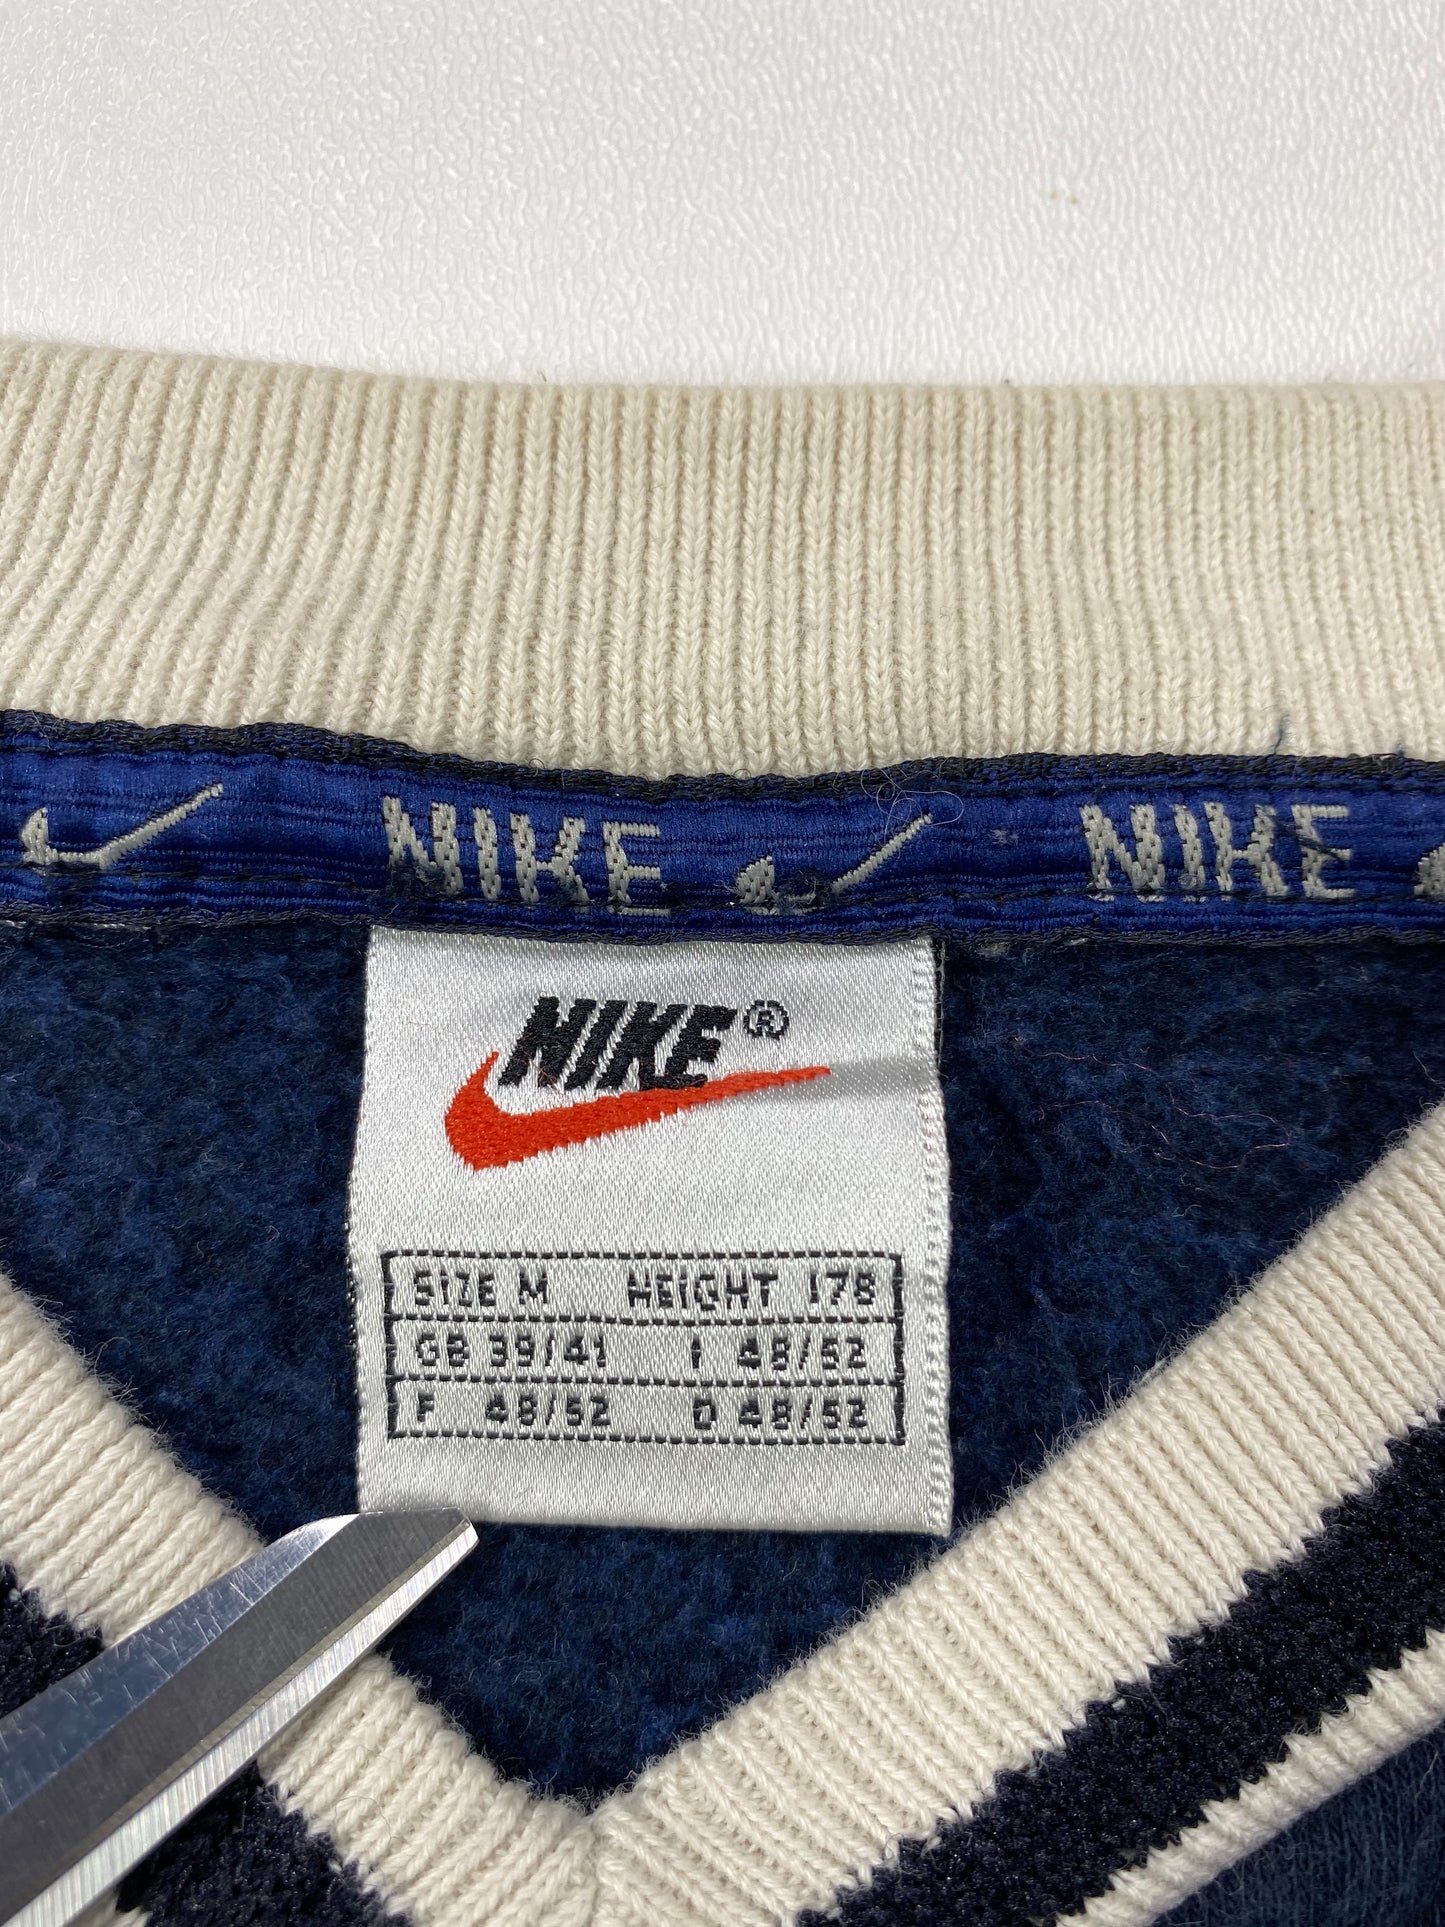 NIKE NIKE
NIKE®
SIZE M HEIGHT 178
GB 39/41 I 48/52
F 48/52 D 48/52